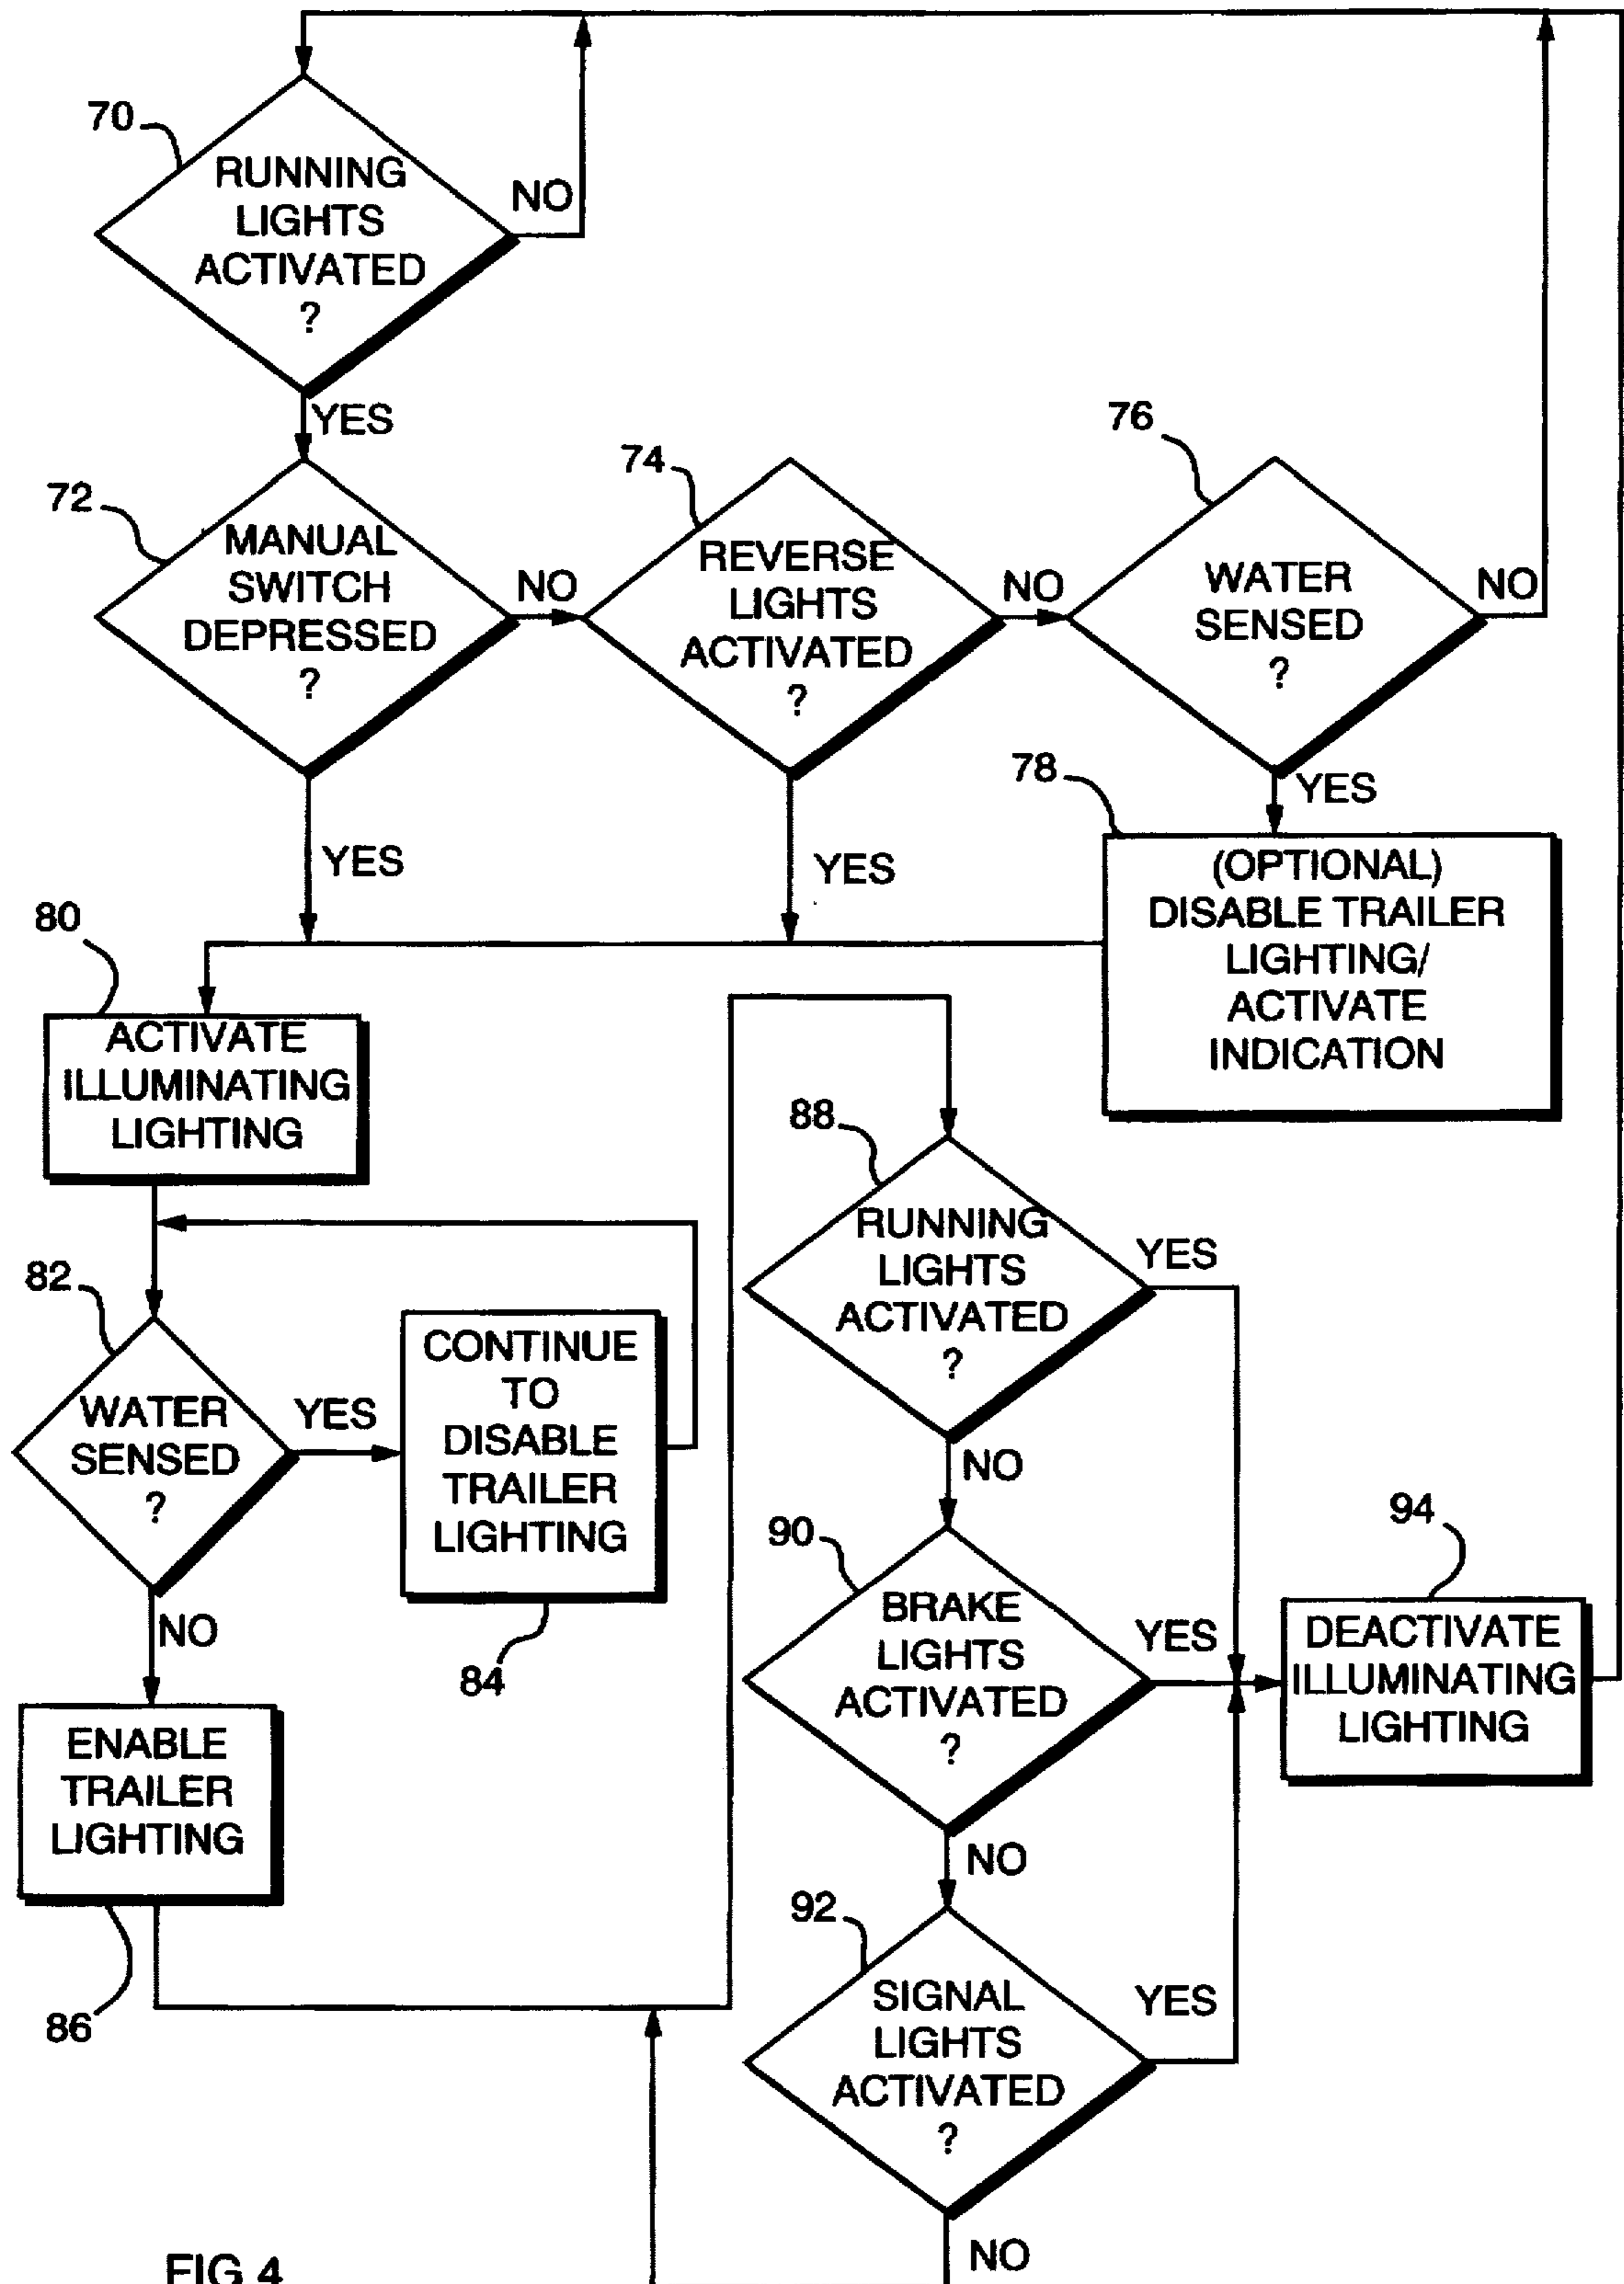 70
RUNNING
LIGHTS
ACTIVATED
?
NO
YES
72
MANUAL
SWITCH
DEPRESSED
?
NO
YES
74
REVERSE
LIGHTS
ACTIVATED
?
NO
YES
76
WATER
SENSED
?
NO
YES
78
(OPTIONAL)
DISABLE TRAILER
LIGHTING/
ACTIVATE
INDICATION
80
ACTIVATE
ILLUMINATING
LIGHTING
82
WATER
SENSED
?
YES
NO
CONTINUE
TO
DISABLE
TRAILER
LIGHTING
84
ENABLE
TRAILER
LIGHTING
86
88
RUNNING
LIGHTS
ACTIVATED
?
YES
NO
90
BRAKE
LIGHTS
ACTIVATED
?
YES
NO
92
SIGNAL
LIGHTS
ACTIVATED
?
YES
NO
94
DEACTIVATE
ILLUMINATING
LIGHTING
FIG.4